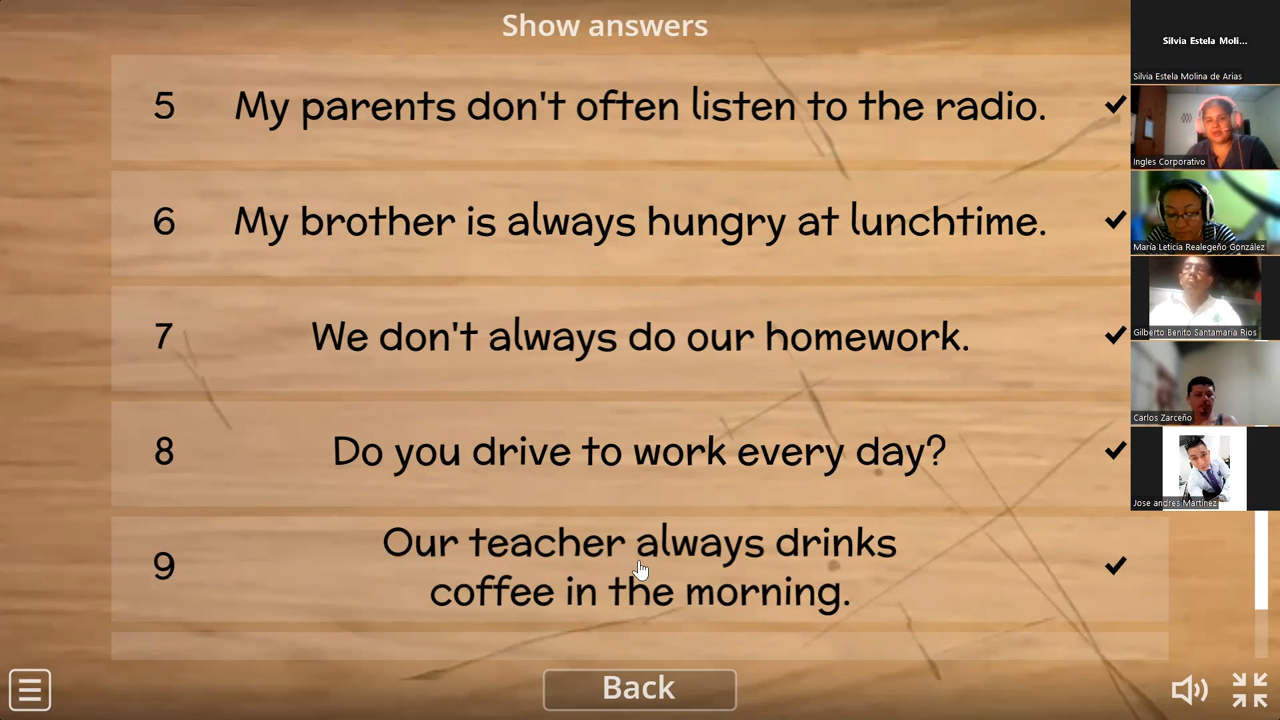 Show answers
5 My parents don't often listen to the radio.
6 My brother is always hungry at lunchtime.
7 We don't always do our homework.
8 Do you drive to work every day?
9 Our teacher always drinks
coffee in the morning.
Back
Silvia Estela Moli...
Silvia Estela Molina de Arias
Ingles Corporativo
María Leticia Realegeño González
Gilberto Benito Santamaria Rios
Carlos Zarceño
Jose andres Martinez